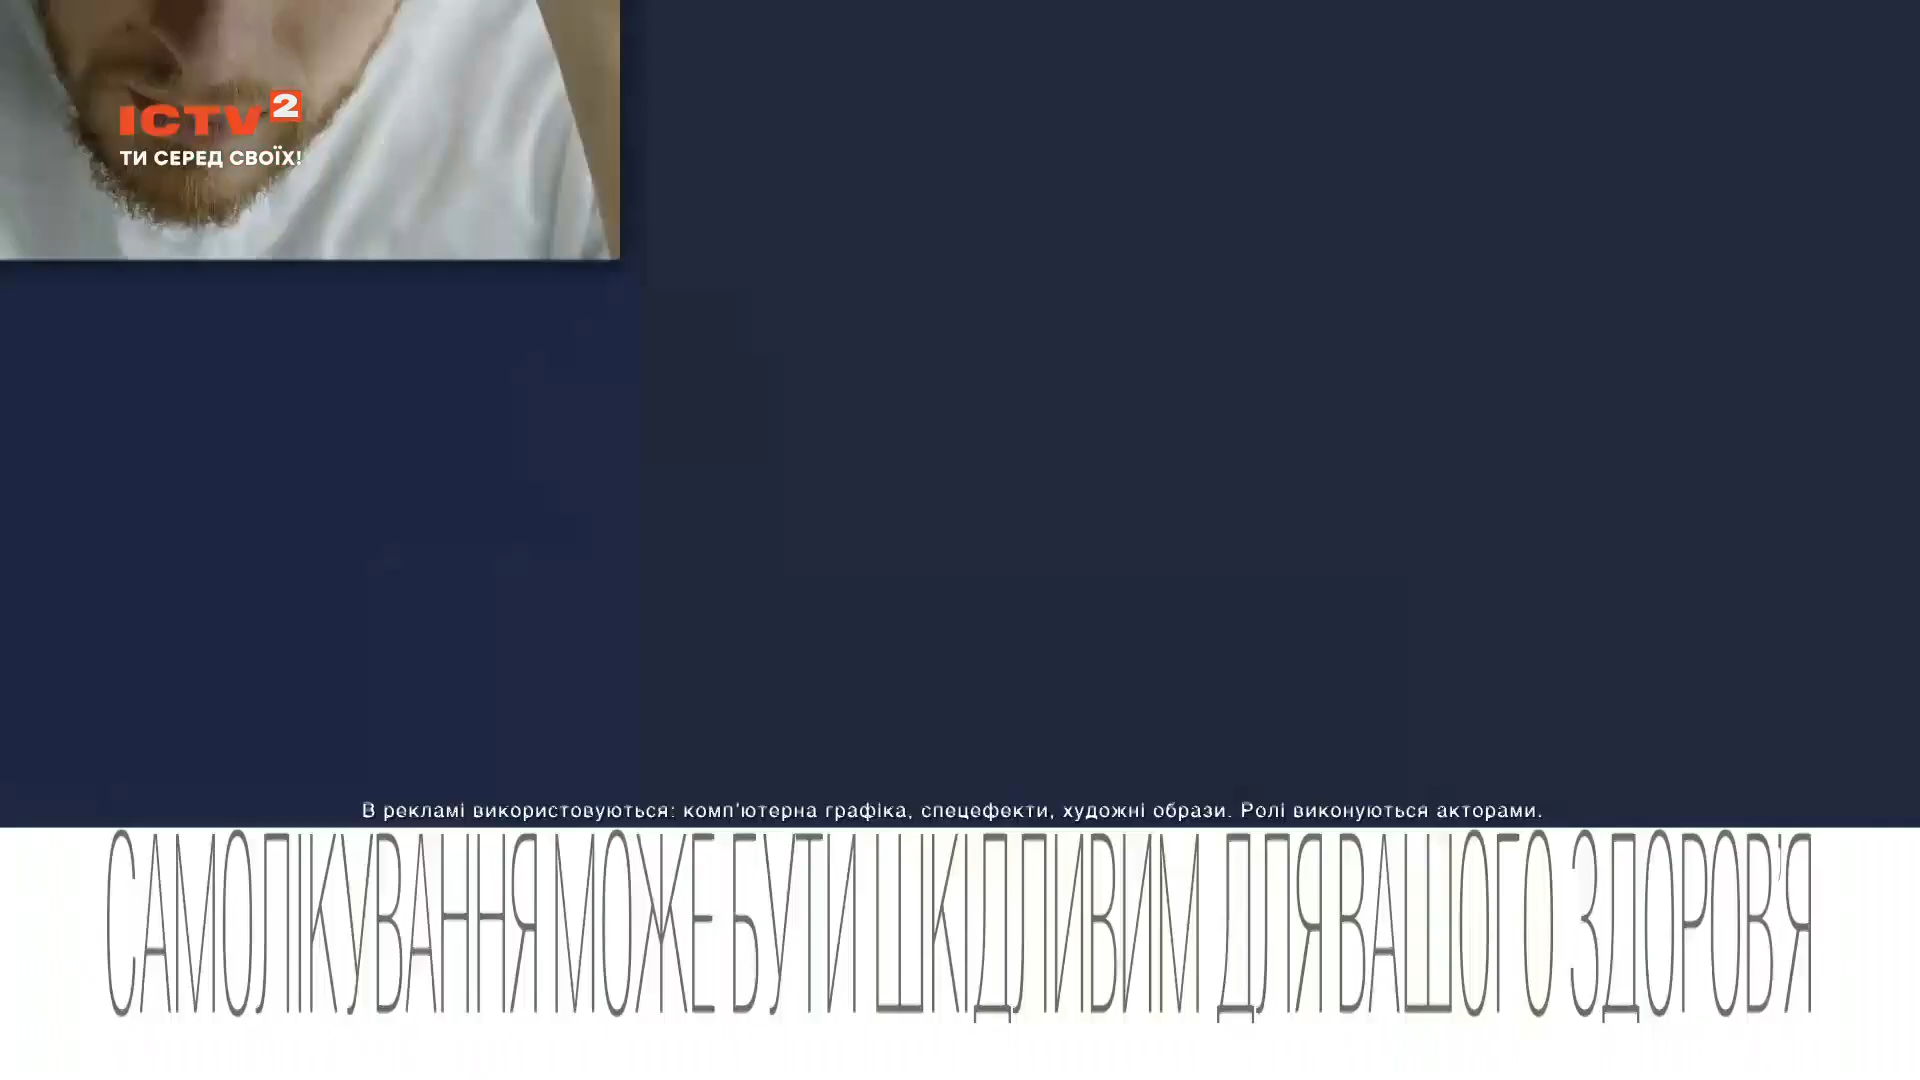 ICTV2
ТИ СЕРЕД СВОЇХ!
В рекламі використовуються: комп'ютерна графіка, спецефекти, художні образи. Ролі виконуються акторами.
САМОЛІКУВАННЯ МОЖЕ БУТИ ШКІДЛИВИМ ДЛЯ ВАШОГО ЗДОРОВ'Я